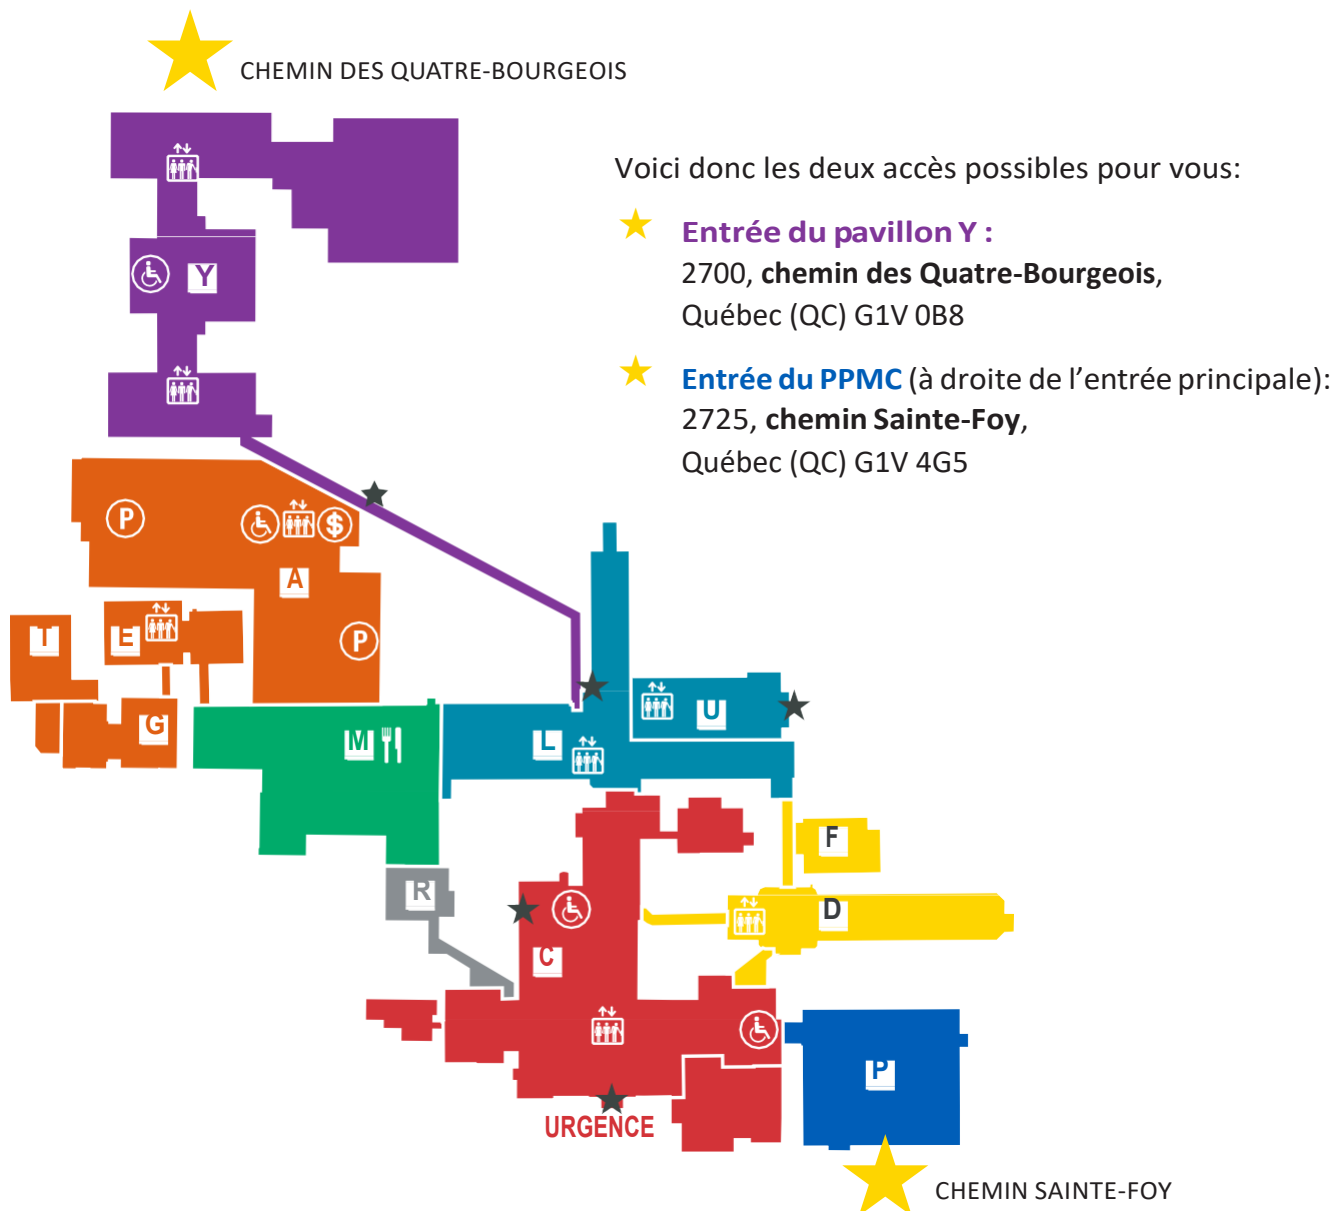 CHEMIN DES QUATRE-BOURGEOIS
Voici donc les deux accès possibles pour vous:
Entrée du pavillon Y :
2700, chemin des Quatre-Bourgeois,
Québec (QC) G1V 0B8
Entrée du PPMC (à droite de l’entrée principale):
2725, chemin Sainte-Foy,
Québec (QC) G1V 4G5
Y
P
$
A
T
E
P
G
M
L
U
F
R
D
C
P
URGENCE
CHEMIN SAINTE-FOY